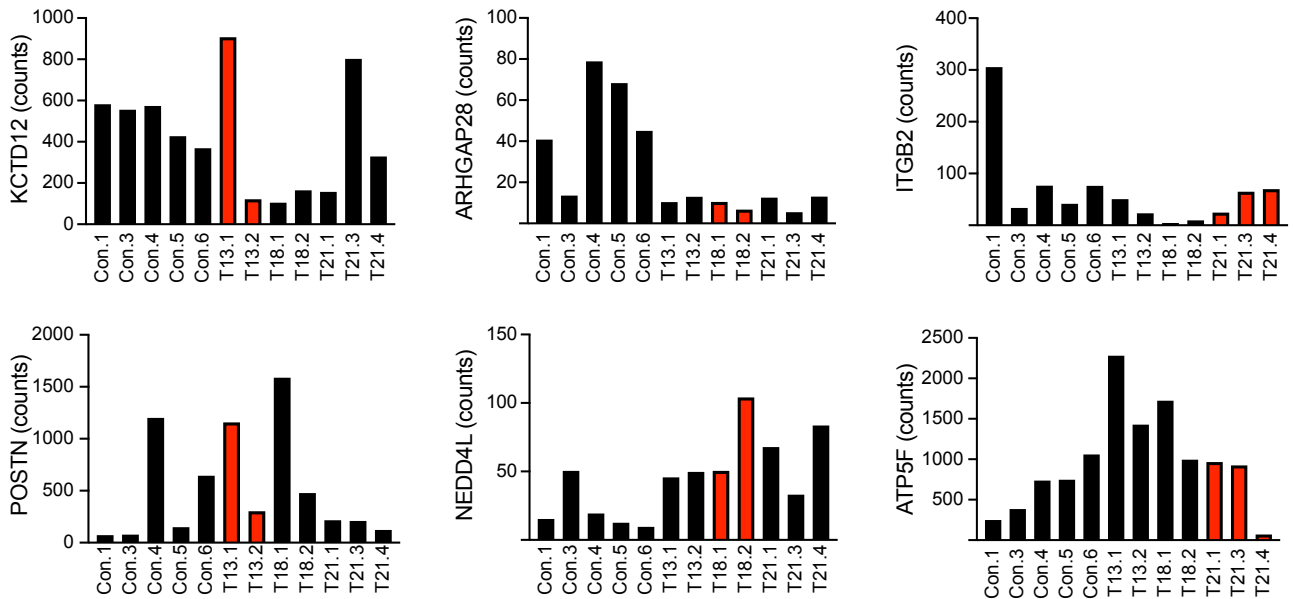 KCTD12 (counts)
1000
800
600
400
200
0
Con.1 Con.3 Con.4 Con.5 Con.6 T13.1 T13.2 T18.1 T18.2 T21.1 T21.3 T21.4
ARHGAP28 (counts)
100
80
60
40
20
Con.1 Con.3 Con.4 Con.5 Con.6 T13.1 T13.2 T18.1 T18.2 T21.1 T21.3 T21.4
ITGB2 (counts)
400
300
200
100
Con.1 Con.3 Con.4 Con.5 Con.6 T13.1 T13.2 T18.1 T18.2 T21.1 T21.3 T21.4
POSTN (counts)
2000
1500
1000
500
0
Con.1 Con.3 Con.4 Con.5 Con.6 T13.1 T13.2 T18.1 T18.2 T21.1 T21.3 T21.4
NEDD4L (counts)
150
100
50
Con.1 Con.3 Con.4 Con.5 Con.6 T13.1 T13.2 T18.1 T18.2 T21.1 T21.3 T21.4
ATP5F (counts)
2500
2000
1500
1000
500
Con.1 Con.3 Con.4 Con.5 Con.6 T13.1 T13.2 T18.1 T18.2 T21.1 T21.3 T21.4